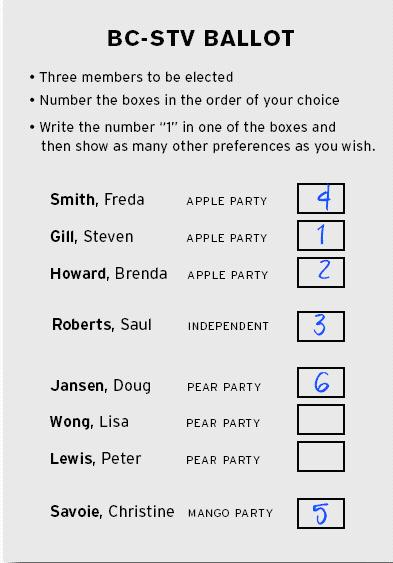 BC-STV BALLOT
• Three members to be elected
• Number the boxes in the order of your choice
• Write the number “1” in one of the boxes and
then show as many other preferences as you wish.
Smith, Freda APPLE PARTY 4
Gill, Steven APPLE PARTY 1
Howard, Brenda APPLE PARTY 2
Roberts, Saul INDEPENDENT 3
Jansen, Doug PEAR PARTY 6
Wong, Lisa PEAR PARTY
Lewis, Peter PEAR PARTY
Savoie, Christine MANGO PARTY 5